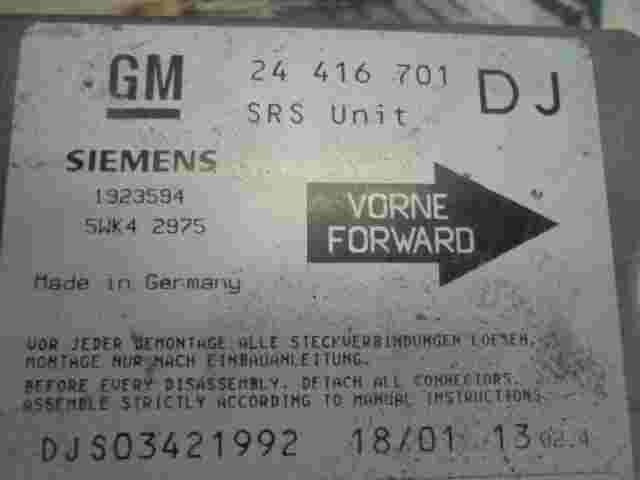 GM 24 416 701 DJ
SRS Unit
SIEMENS
1923594
5WK4 2975
VORNE
FORWARD
Made in Germany
VOR JEDER DEMONTAGE ALLE STECKVERBINDUNGEN LOESEN.
MONTAGE NUR NACH EINBAUANLEITUNG.
BEFORE EVERY DISASSEMBLY. DETACH ALL CONNECTORS.
ASSEMBLE STRICTLY ACCORDING TO MANUAL INSTRUCTIONS.
DJS03421992 18/01 13 02.4